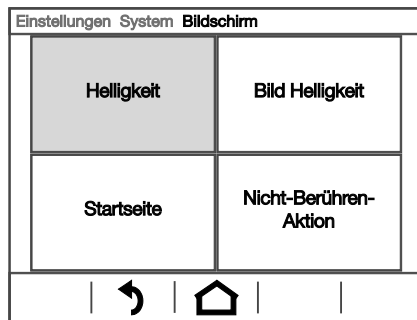 Einstellungen System Bildschirm
Helligkeit
Bild Helligkeit
Startseite
Nicht-Berühren-
Aktion